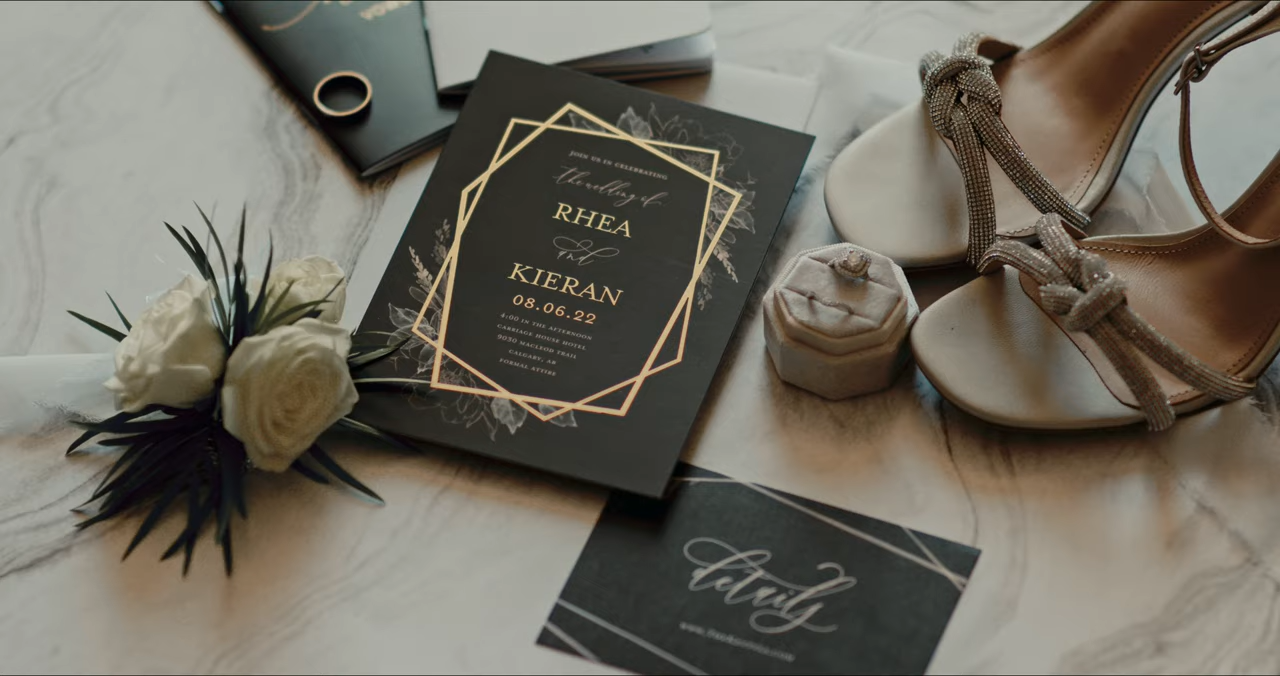 VOWS
JOIN US IN CELEBRATING
the wedding of
RHEA
and
KIERAN
08.06.22
4:00 IN THE AFTERNOON
CARRIAGE HOUSE HOTEL
9030 MACLEOD TRAIL
CALGARY, AB
FORMAL ATTIRE
details